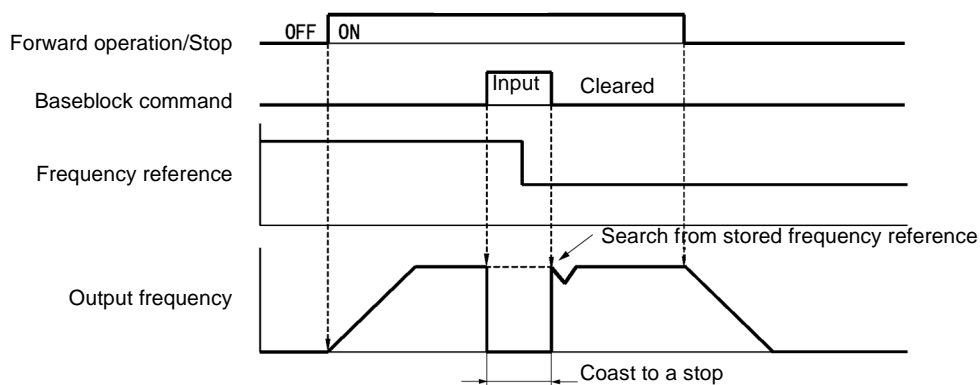 Forward operation/Stop
OFF ON
Baseblock command
Input
Cleared
Frequency reference
Search from stored frequency reference
Output frequency
Coast to a stop